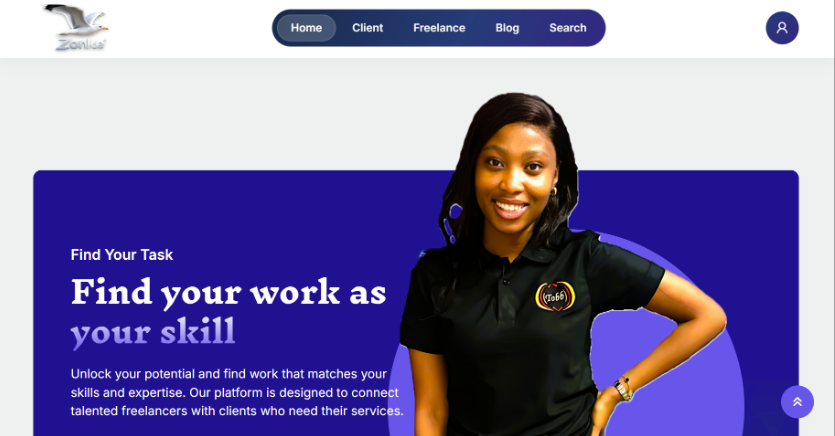 Zonlise
Home Client Freelance Blog Search
Find Your Task
Find your work as
your skill
Unlock your potential and find work that matches your
skills and expertise. Our platform is designed to connect
talented freelancers with clients who need their services.